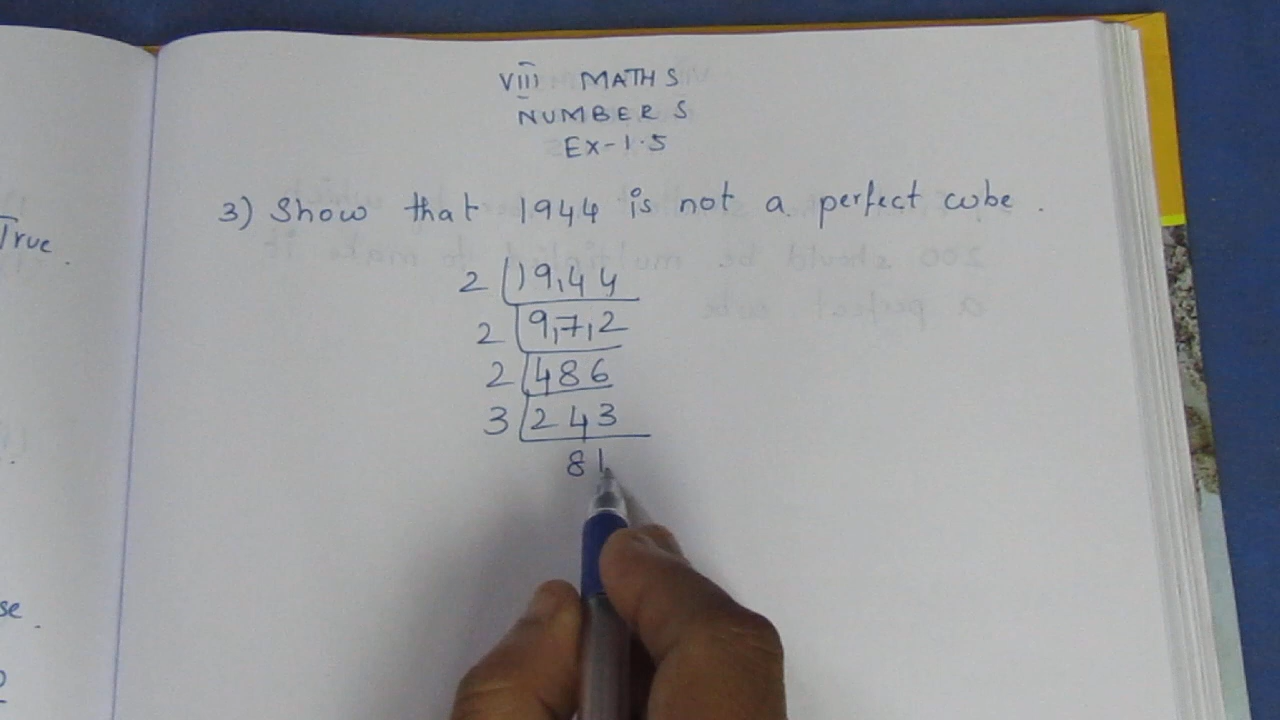 VIII MATHS
NUMBERS
Ex-1.5
3) Show that 1944 is not a perfect cube.
True.
2 19,44
2 9,7,2
2 486
3 243
81
se.